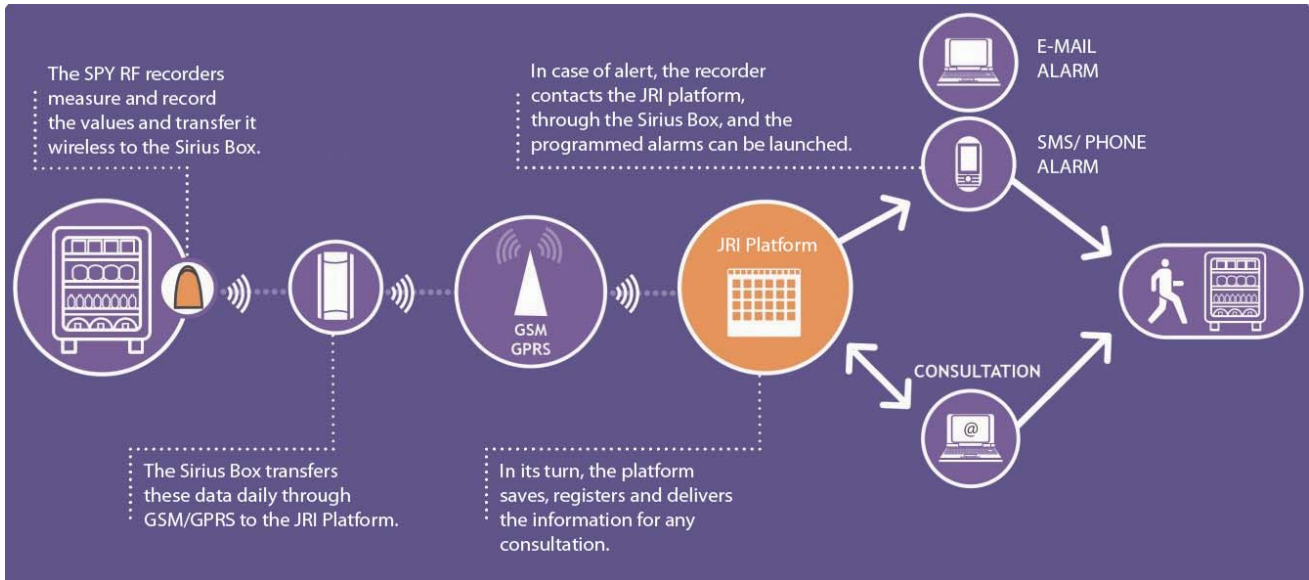 The SPY RF recorders
measure and record
the values and transfer it
wireless to the Sirius Box.
In case of alert, the recorder
contacts the JRI platform,
through the Sirius Box, and the
programmed alarms can be launched.
E-MAIL
ALARM
SMS/ PHONE
ALARM
JRI Platform
GSM
GPRS
CONSULTATION
@
The Sirius Box transfers
these data daily through
GSM/GPRS to the JRI Platform.
In its turn, the platform
saves, registers and delivers
the information for any
consultation.